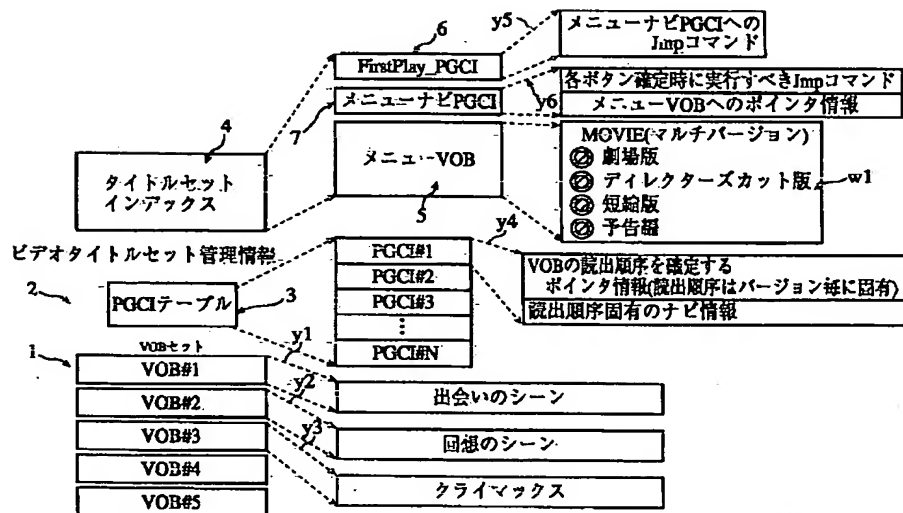 y5
メニューナビPGCIへの
Jmpコマンド
6
FirstPlay_PGCI
各ボタン確定時に実行すべきJmpコマンド
y6
メニューナビPGCI
メニューVOBへのポインタ情報
7
4
タイトルセット
インデックス
メニューVOB
5
MOVIE(マルチバージョン)
劇場版
ディレクターズカット版
短縮版
予告編
w1
y4
ビデオタイトルセット管理情報
PGCI#1
PGCI#2
PGCI#3
⋮
PGCI#N
VOBの読出順序を確定する
ポインタ情報(読出順序はバージョン毎に固有)
読出順序固有のナビ情報
2
PGCIテーブル
3
1
VOBセット
y1
VOB#1
y2
VOB#2
y3
VOB#3
VOB#4
VOB#5
出会いのシーン
回想のシーン
クライマックス